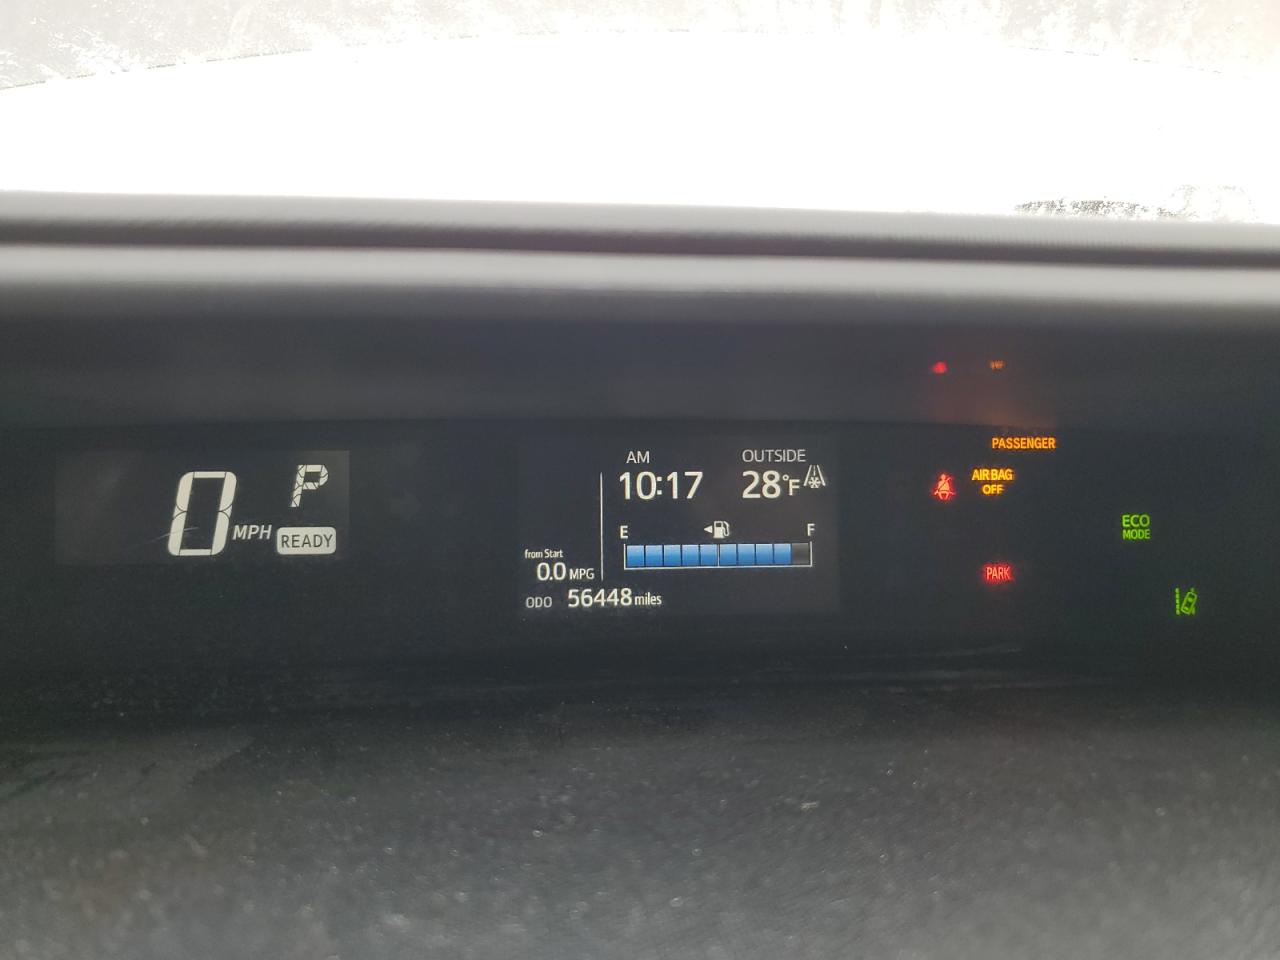 0 MPH
P
READY
AM
10:17
OUTSIDE
28°F
E F
from Start
0.0 MPG
ODO 56448 miles
PASSENGER
AIR BAG
OFF
PARK
ECO
MODE